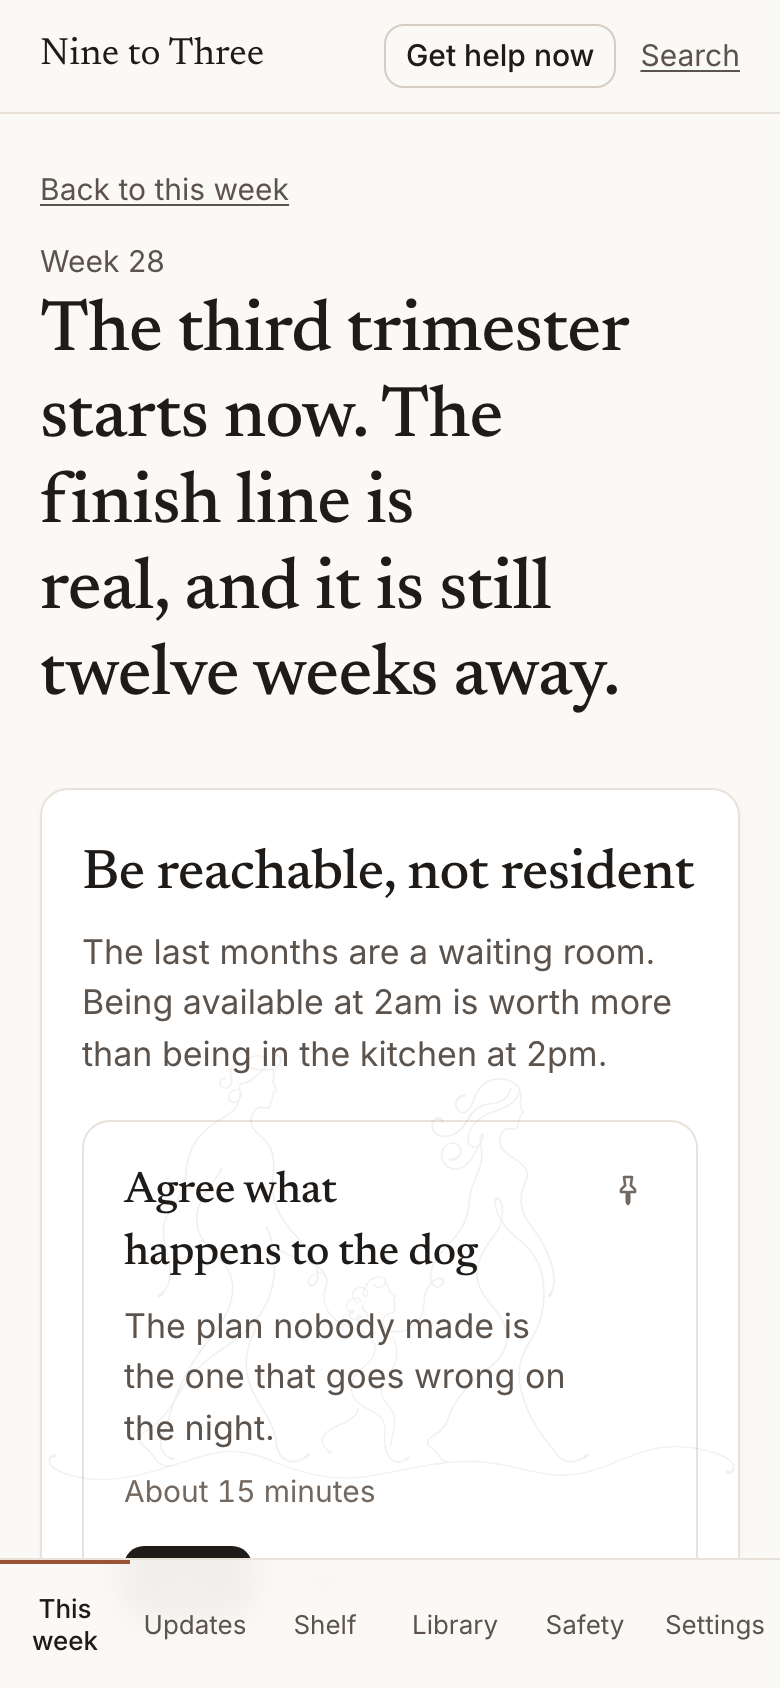 Nine to Three
Get help now
Search
Back to this week
Week 28
The third trimester
starts now. The
finish line is
real, and it is still
twelve weeks away.
Be reachable, not resident
The last months are a waiting room.
Being available at 2am is worth more
than being in the kitchen at 2pm.
Agree what
happens to the dog
The plan nobody made is
the one that goes wrong on
the night.
About 15 minutes
This
week
Updates
Shelf
Library
Safety
Settings